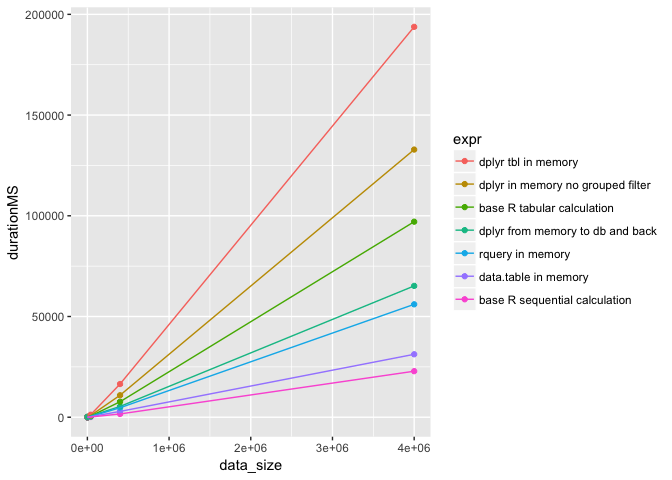 200000
150000
100000
50000
0
durationMS
0e+00 1e+06 2e+06 3e+06 4e+06
data_size
expr
dplyr tbl in memory
dplyr in memory no grouped filter
base R tabular calculation
dplyr from memory to db and back
rquery in memory
data.table in memory
base R sequential calculation